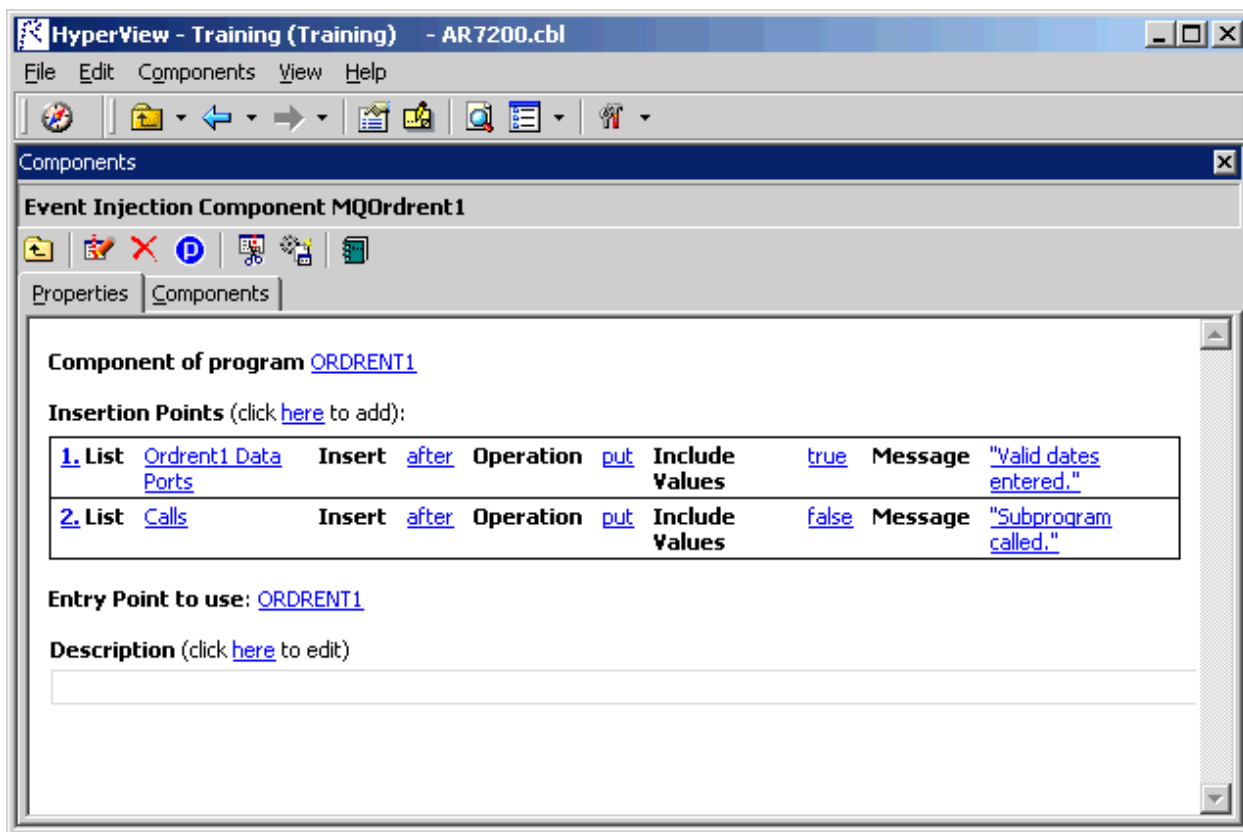 HyperView - Training (Training) - AR7200.cbl
File Edit Components View Help
Components
Event Injection Component MQOrdrent1
Properties Components
Component of program ORDRENT1
Insertion Points (click here to add):
1. List Ordrent1 Data Ports Insert after Operation put Include Values true Message "Valid dates entered."
2. List Calls Insert after Operation put Include Values false Message "Subprogram called."
Entry Point to use: ORDRENT1
Description (click here to edit)